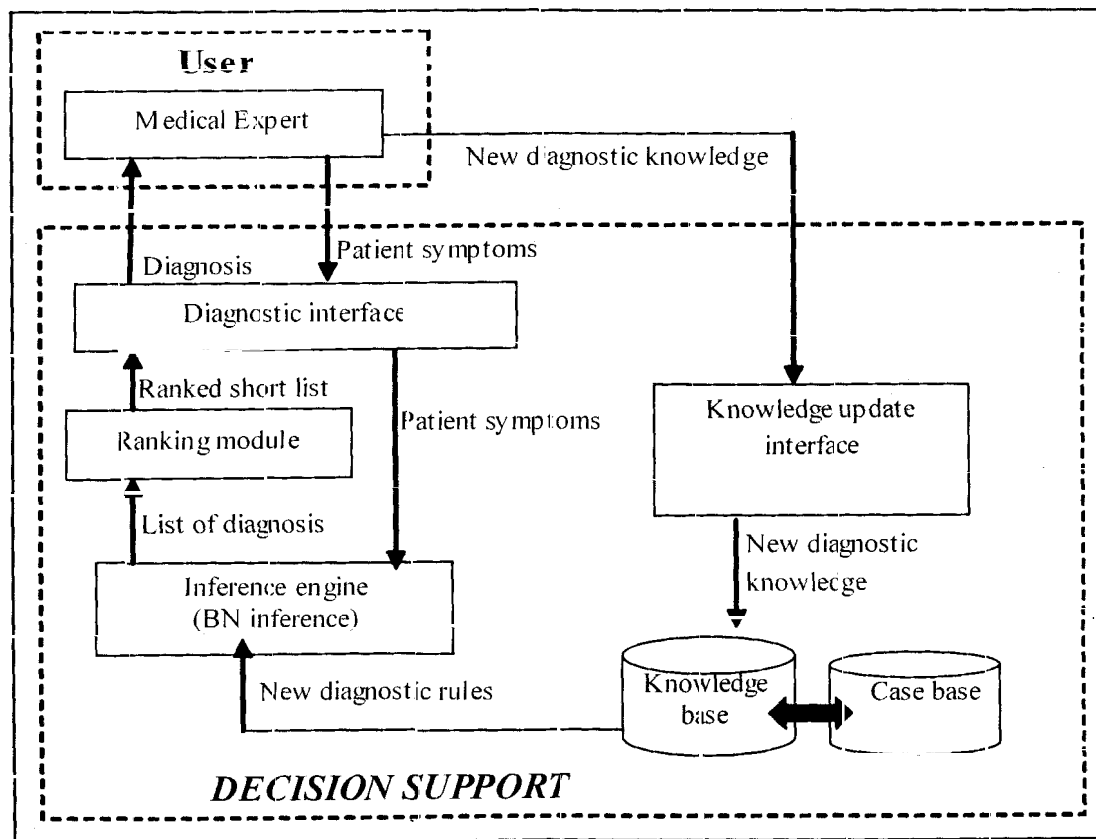 User
Medical Expert
New diagnostic knowledge
Patient symptoms
Diagnosis
Diagnostic interface
Ranked short list
Patient symptoms
Ranking module
Knowledge update
interface
List of diagnosis
New diagnostic
knowledge
Inference engine
(BN inference)
New diagnostic rules
Knowledge
base
Case base
DECISION SUPPORT